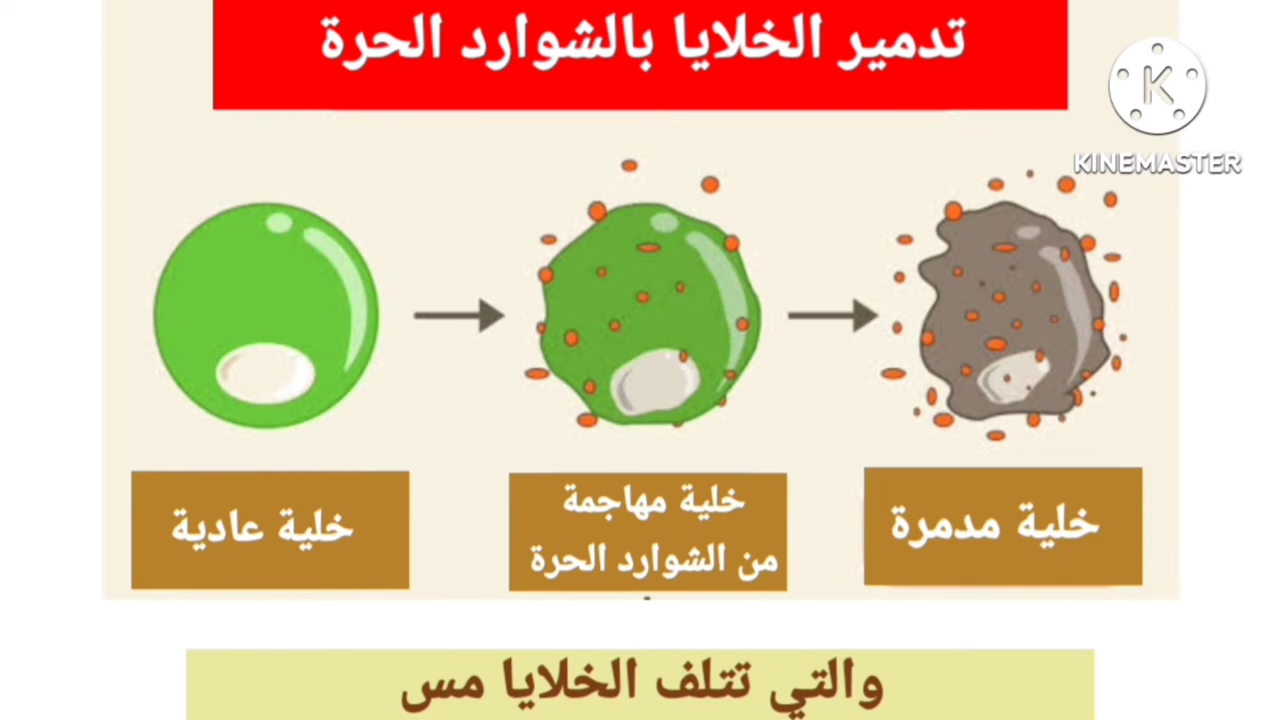 تدمير الخلايا بالشوارد الحرة
K
KINEMASTER
خلية عادية
خلية مهاجمة
من الشوارد الحرة
خلية مدمرة
والتي تتلف الخلايا مس